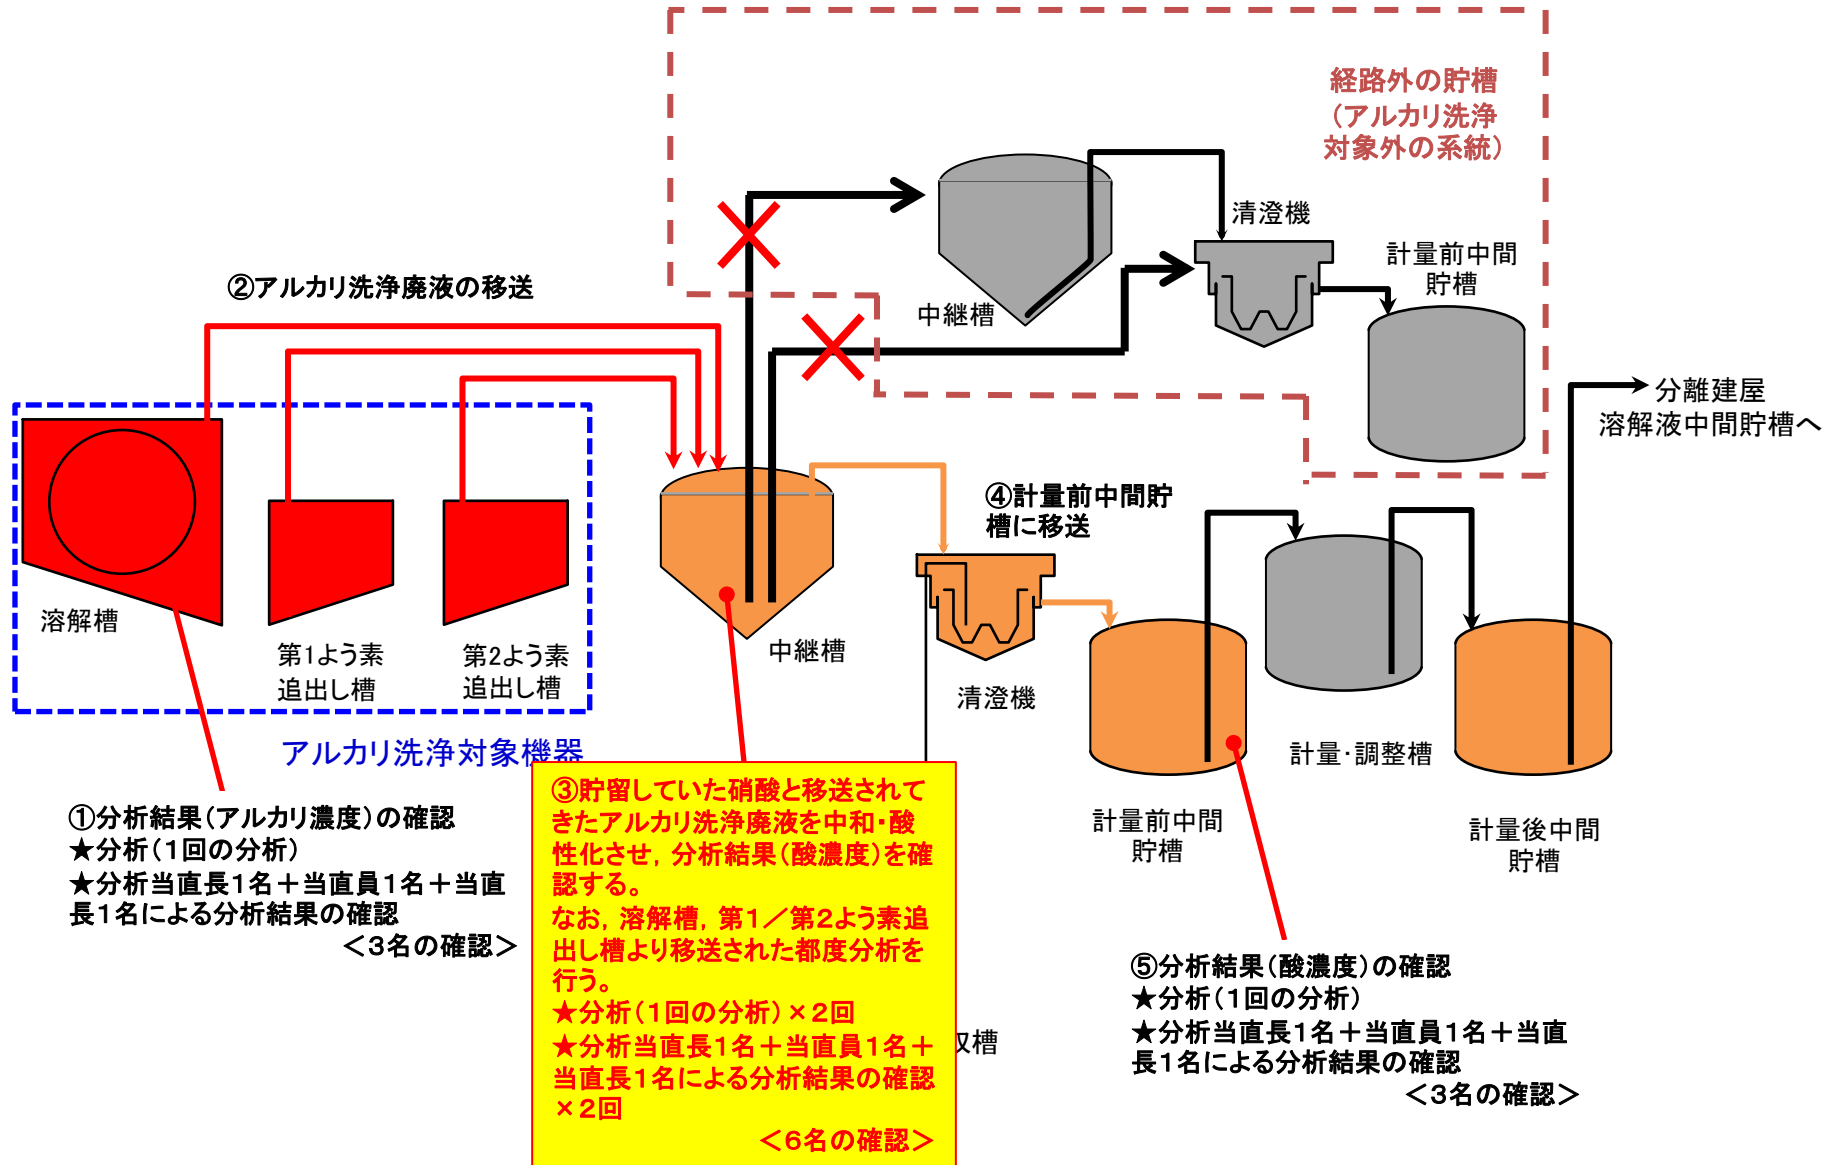 経路外の貯槽
（アルカリ洗浄
対象外の系統）
清澄機
計量前中間
貯槽
中継槽
②アルカリ洗浄廃液の移送
分離建屋
溶解液中間貯槽へ
④計量前中間貯
槽に移送
溶解槽
第1よう素
追出し槽
第2よう素
追出し槽
中継槽
清澄機
アルカリ洗浄対象機器
計量・調整槽
計量前中間
貯槽
計量後中間
貯槽
①分析結果（アルカリ濃度）の確認
★分析（１回の分析）
★分析当直長１名＋当直員１名＋当直
長１名による分析結果の確認
＜３名の確認＞
③貯留していた硝酸と移送されて
きたアルカリ洗浄廃液を中和・酸
性化させ，分析結果（酸濃度）を確
認する。
なお，溶解槽，第１／第２よう素追
出し槽より移送された都度分析を
行う。
★分析（１回の分析）×２回
★分析当直長１名＋当直員１名＋
当直長１名による分析結果の確認
×２回
＜６名の確認＞
槽
⑤分析結果（酸濃度）の確認
★分析（１回の分析）
★分析当直長１名＋当直員１名＋当直
長１名による分析結果の確認
＜３名の確認＞